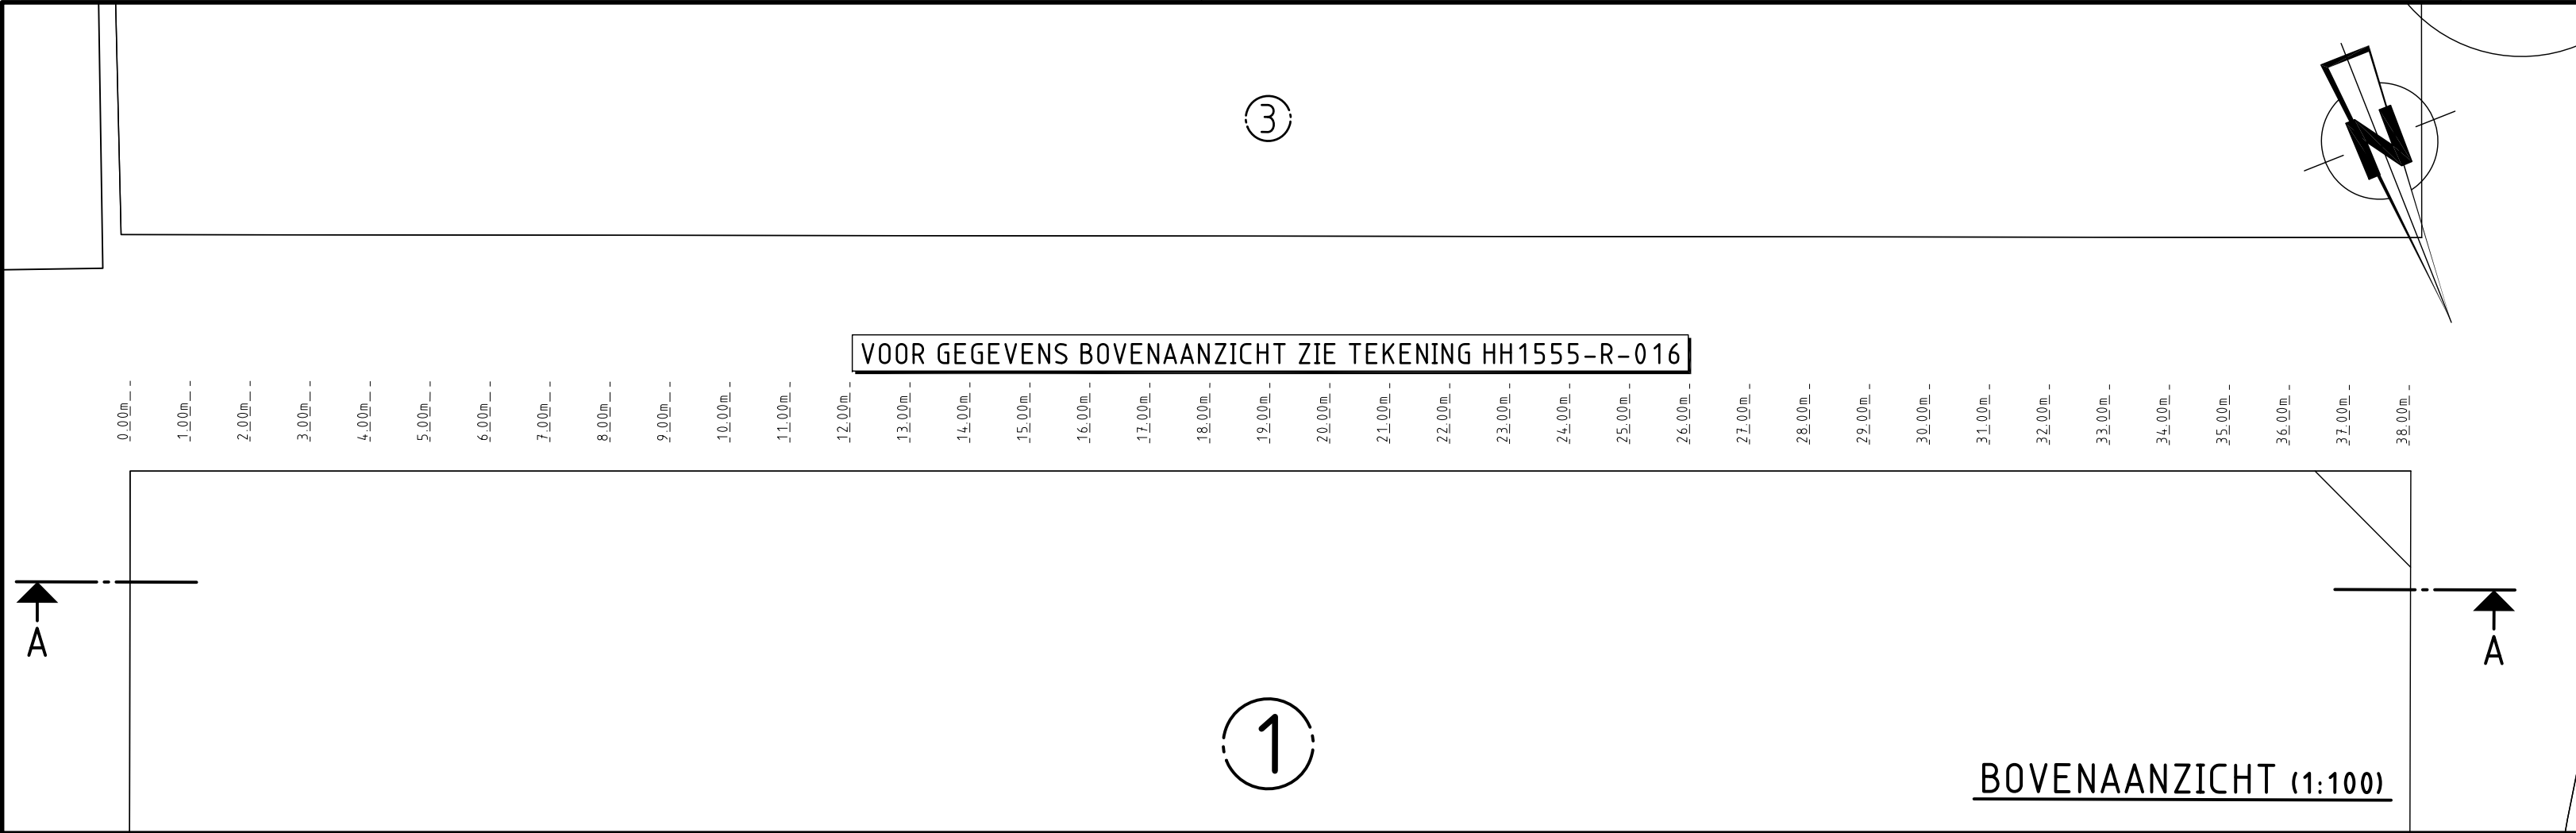 3
N
VOOR GEGEVENS BOVENAANZICHT ZIE TEKENING HH1555-R-016
0.00m
1.00m
2.00m
3.00m
4.00m
5.00m
6.00m
7.00m
8.00m
9.00m
10.00m
11.00m
12.00m
13.00m
14.00m
15.00m
16.00m
17.00m
18.00m
19.00m
20.00m
21.00m
22.00m
23.00m
24.00m
25.00m
26.00m
27.00m
28.00m
29.00m
30.00m
31.00m
32.00m
33.00m
34.00m
35.00m
36.00m
37.00m
38.00m
A
A
1
BOVENAANZICHT (1:100)